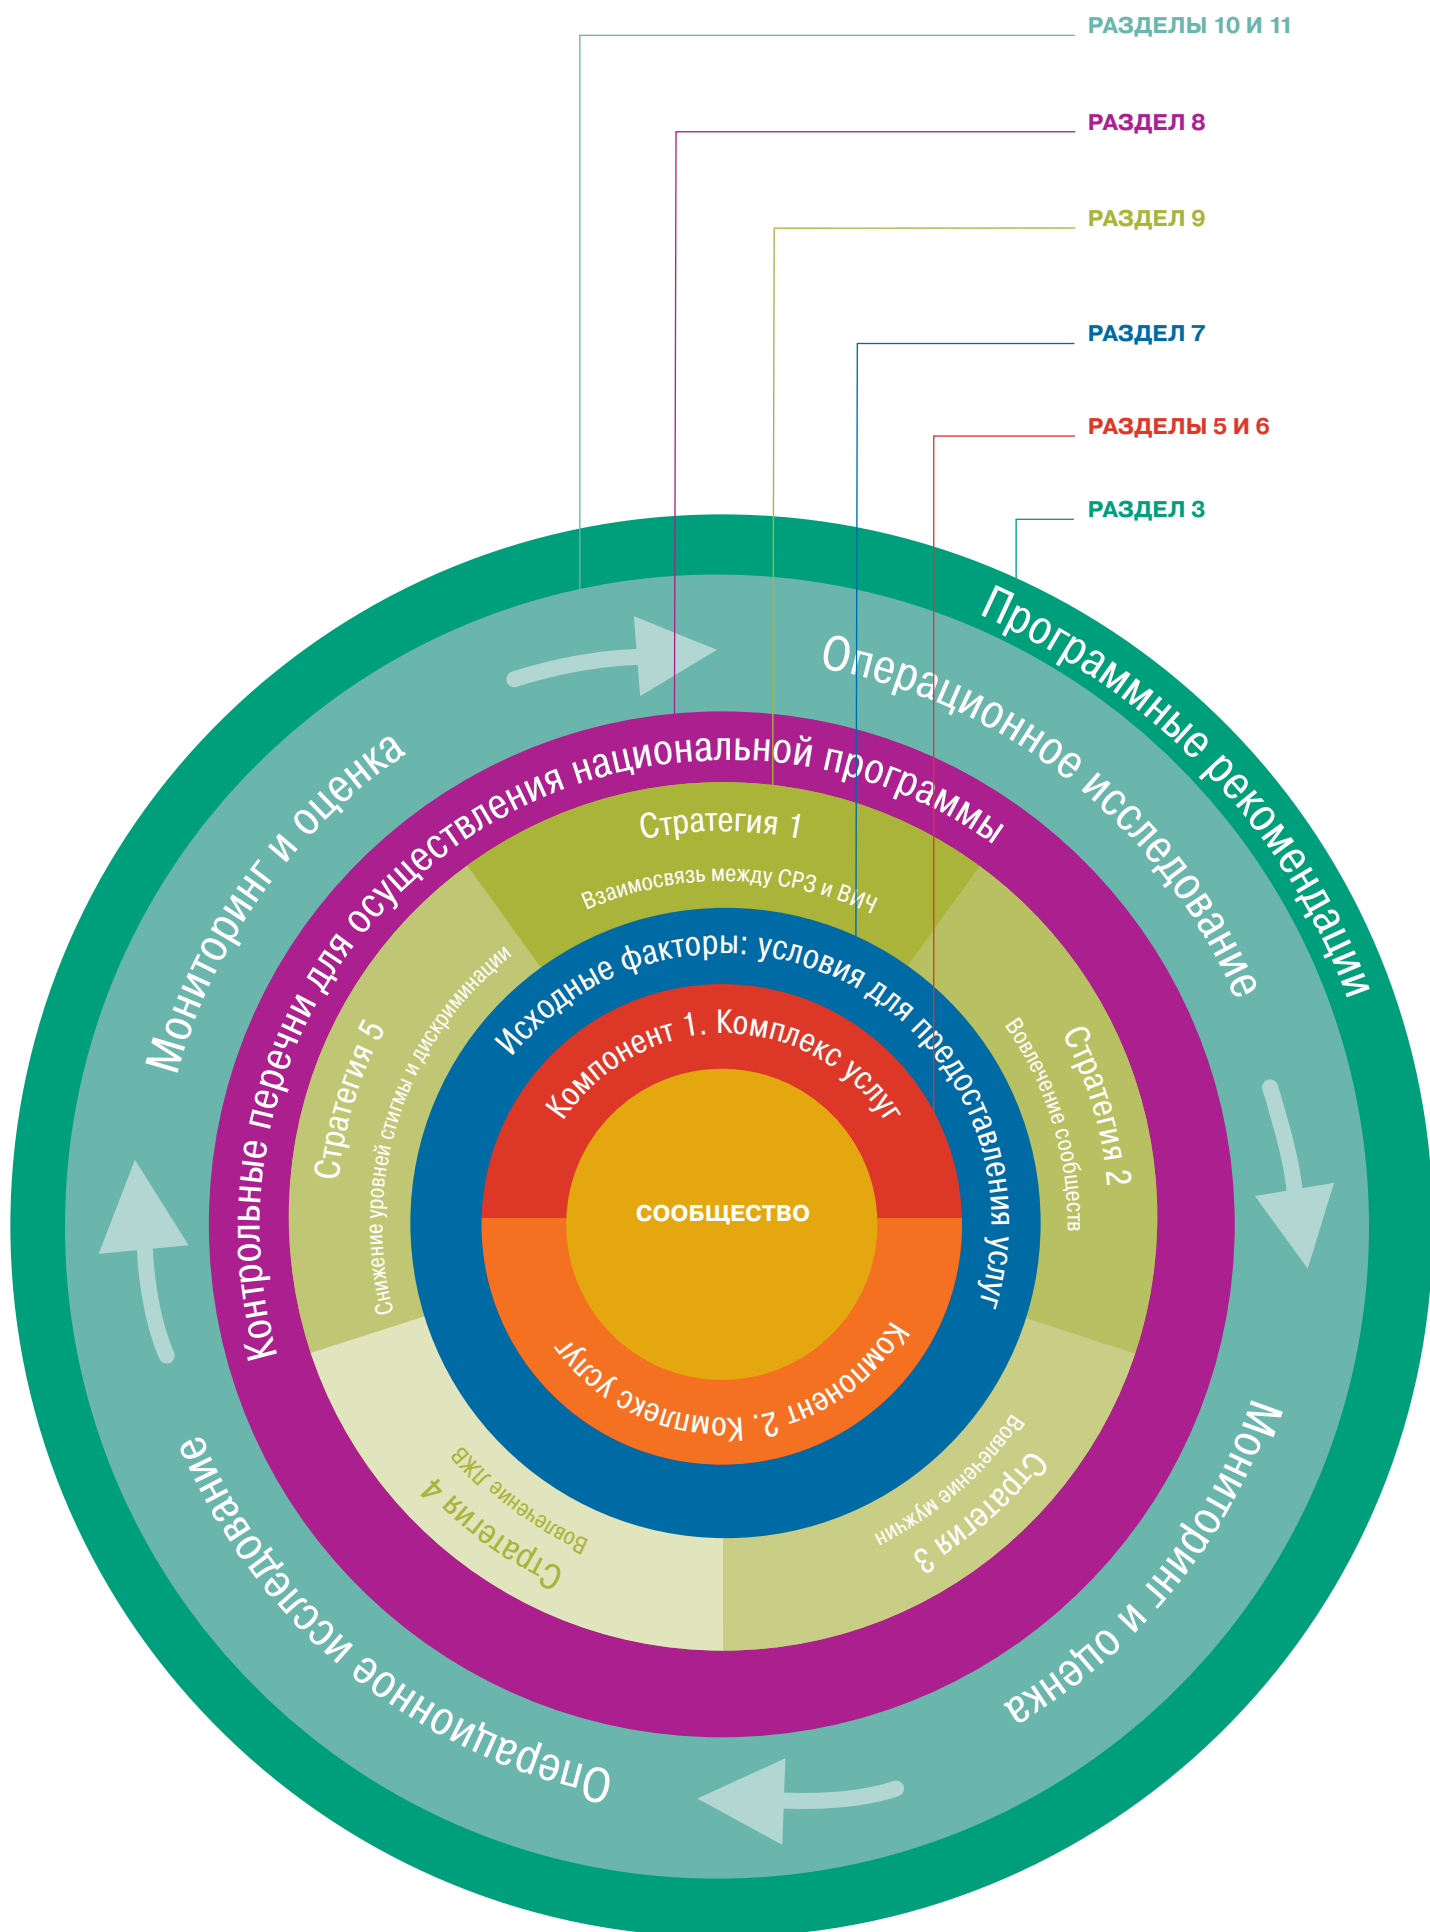 РАЗДЕЛЫ 10 И 11
РАЗДЕЛ 8
РАЗДЕЛ 9
РАЗДЕЛ 7
РАЗДЕЛЫ 5 И 6
РАЗДЕЛ 3
Программные рекомендации
Операционное исследование
Мониторинг и оценка
Операционное исследование
Мониторинг и оценка
Контрольные перечни для осуществления национальной программы
Стратегия 1
Взаимосвязь между СРЗ и ВИЧ
Стратегия 2
Вовлечение сообществ
Стратегия 3
Вовлечение мужчин
Стратегия 4
Вовлечение ЛЖВ
Стратегия 5
Снижение уровней стигмы и дискриминации
Исходные факторы: условия для предоставления услуг
Компонент 1. Комплекс услуг
СООБЩЕСТВО
Компонент 2. Комплекс услуг